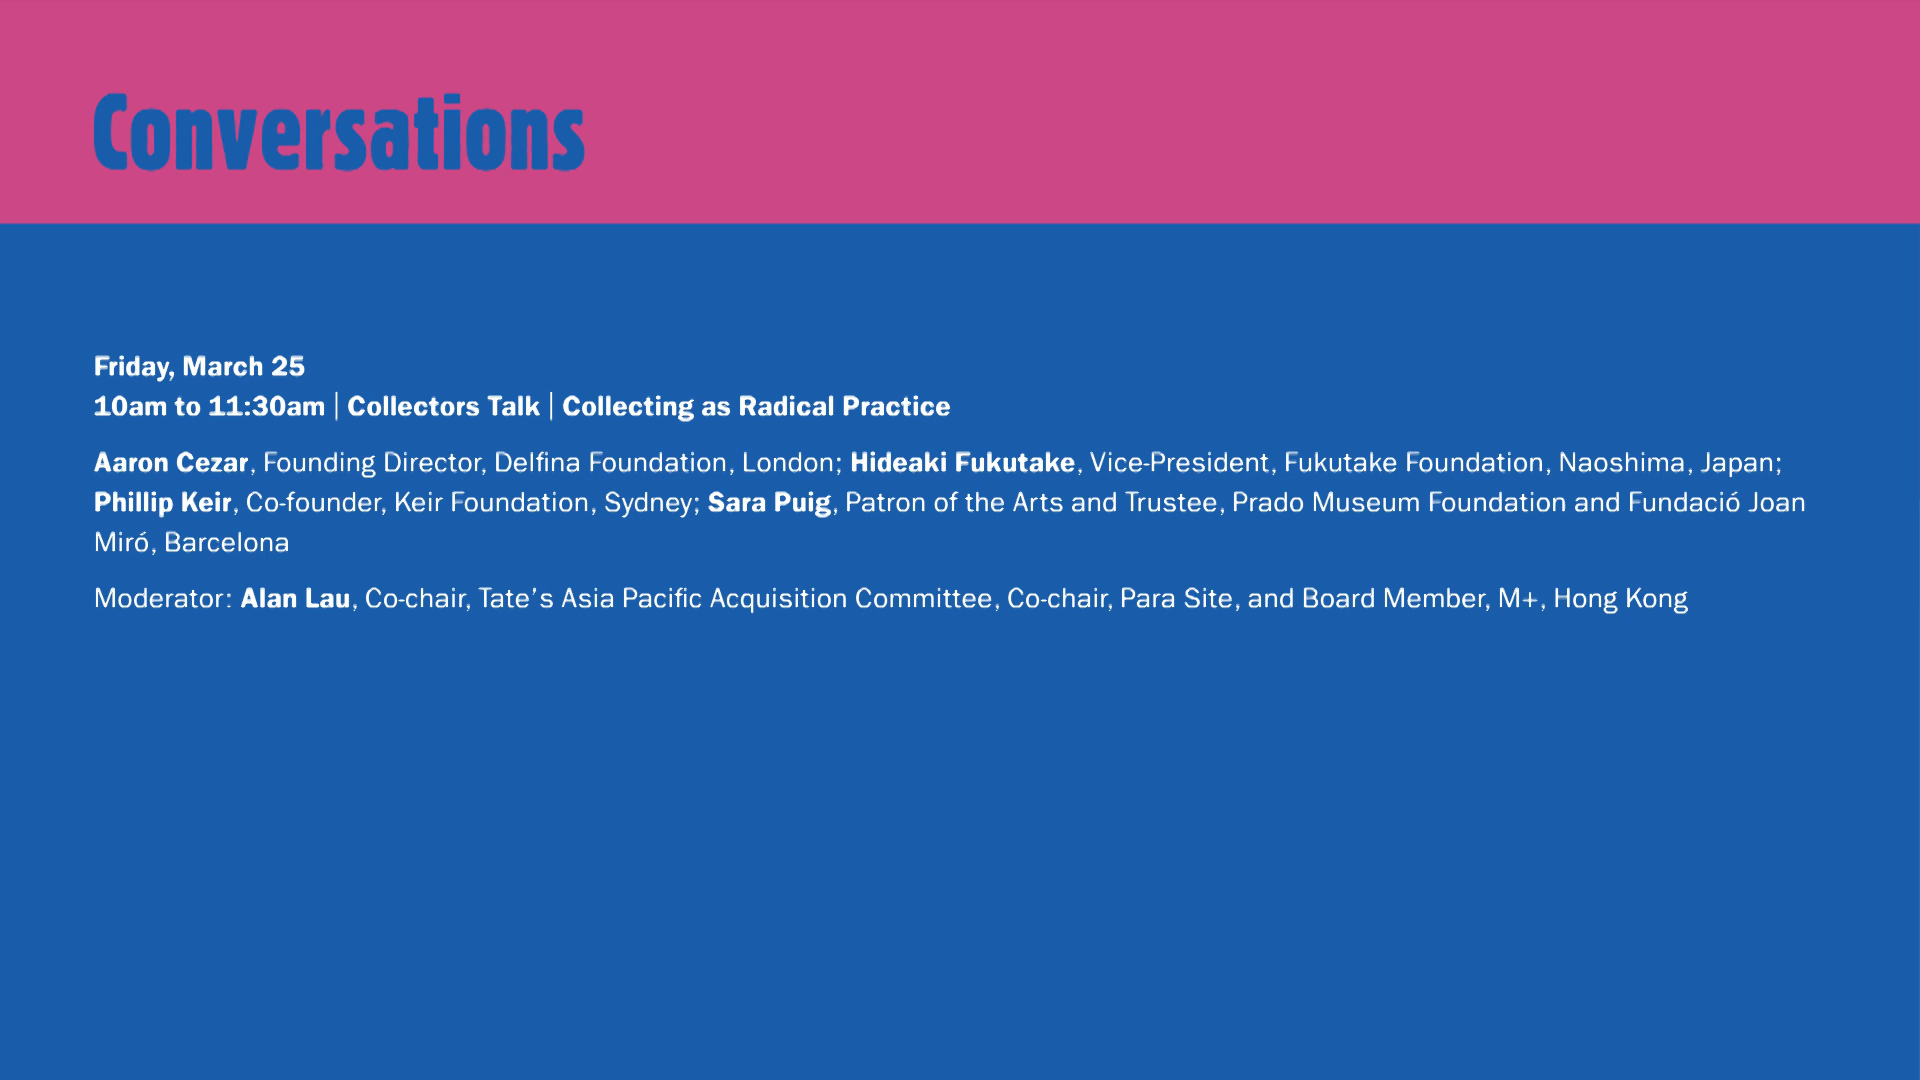 Conversations
Friday, March 25
10am to 11:30am | Collectors Talk | Collecting as Radical Practice
Aaron Cezar, Founding Director, Delfina Foundation, London; Hideaki Fukutake, Vice-President, Fukutake Foundation, Naoshima, Japan;
Phillip Keir, Co-founder, Keir Foundation, Sydney; Sara Puig, Patron of the Arts and Trustee, Prado Museum Foundation and Fundació Joan
Miró, Barcelona
Moderator: Alan Lau, Co-chair, Tate’s Asia Pacific Acquisition Committee, Co-chair, Para Site, and Board Member, M+, Hong Kong